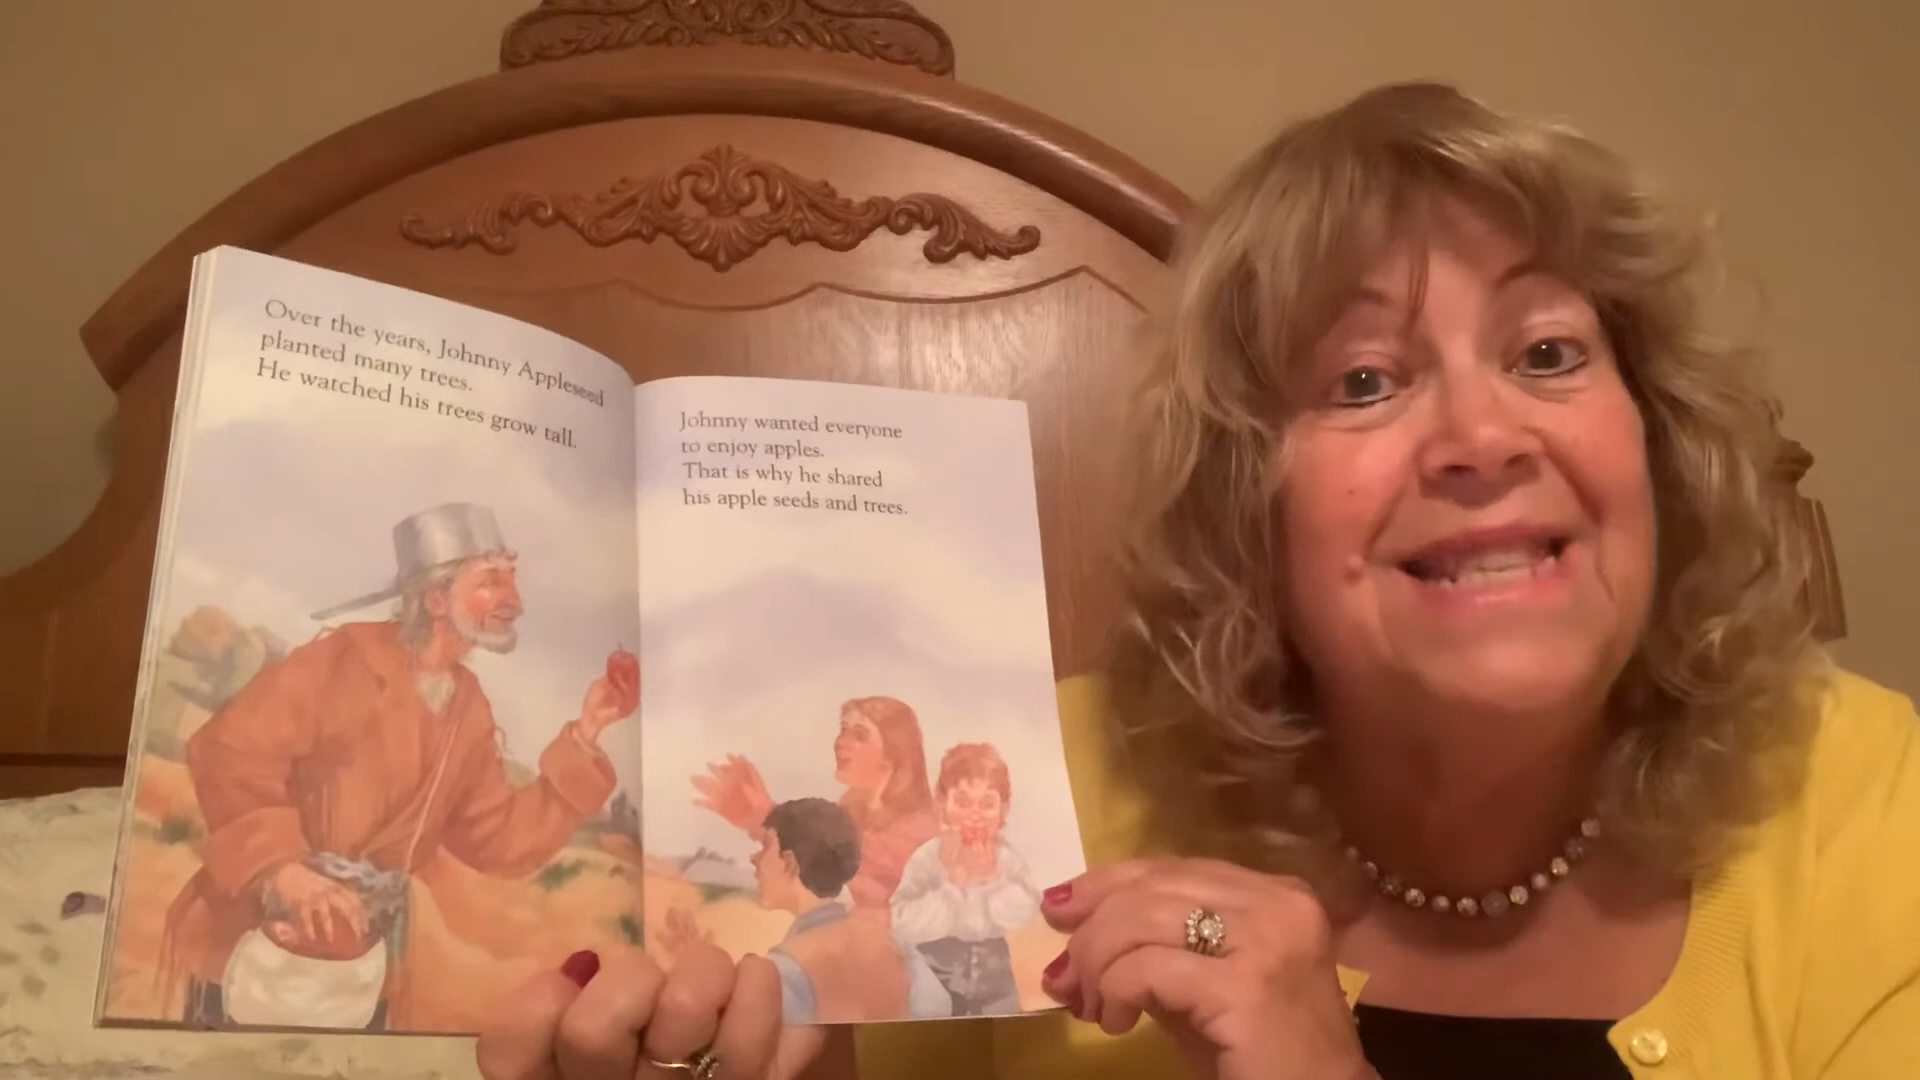 Over the years, Johnny Appleseed
planted many trees.
He watched his trees grow tall.
Johnny wanted everyone
to enjoy apples.
That is why he shared
his apple seeds and trees.